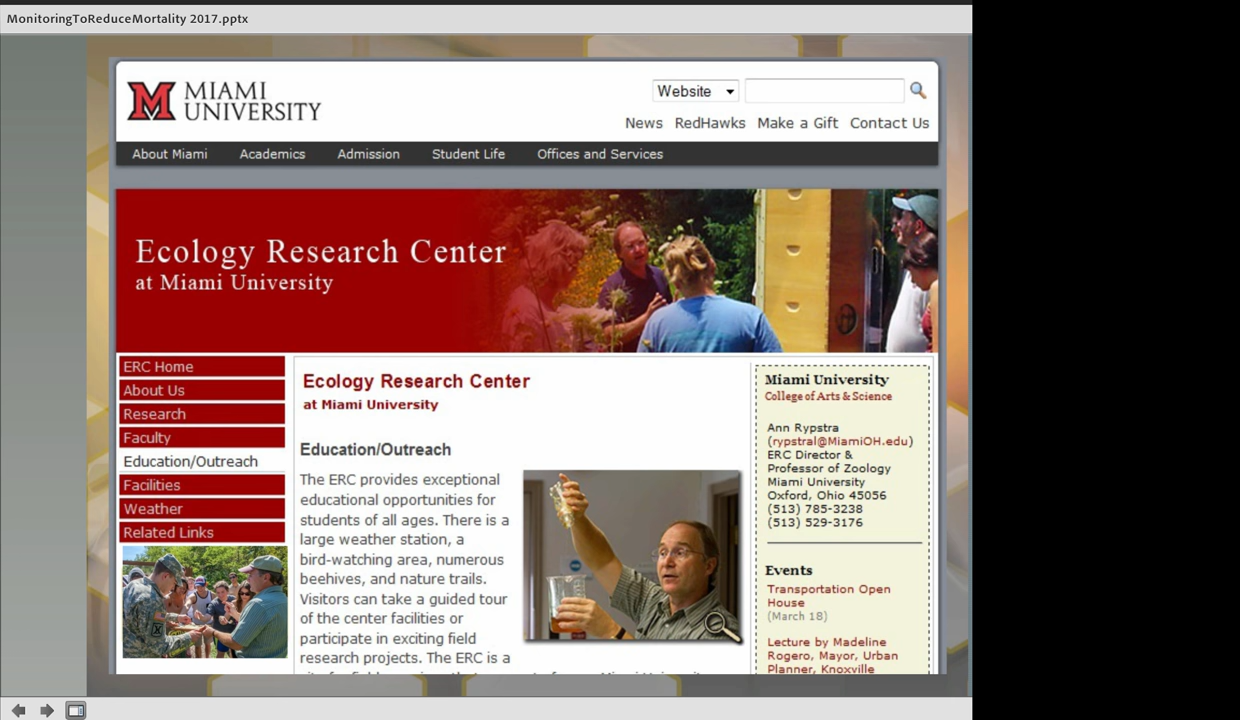 MonitoringToReduceMortality 2017.pptx
MIAMI
UNIVERSITY
Website
News RedHawks Make a Gift Contact Us
About Miami Academics Admission Student Life Offices and Services
Ecology Research Center
at Miami University
ERC Home
About Us
Research
Faculty
Education/Outreach
Facilities
Weather
Related Links
Ecology Research Center
at Miami University
Education/Outreach
The ERC provides exceptional
educational opportunities for
students of all ages. There is a
large weather station, a
bird-watching area, numerous
beehives, and nature trails.
Visitors can take a guided tour
of the center facilities or
participate in exciting field
research projects. The ERC is a
Miami University
College of Arts & Science
Ann Rypstra
(rypstral@MiamiOH.edu)
ERC Director &
Professor of Zoology
Miami University
Oxford, Ohio 45056
(513) 785-3238
(513) 529-3176
Events
Transportation Open
House
(March 18)
Lecture by Madeline
Rogero, Mayor, Urban
Planner, Knoxville